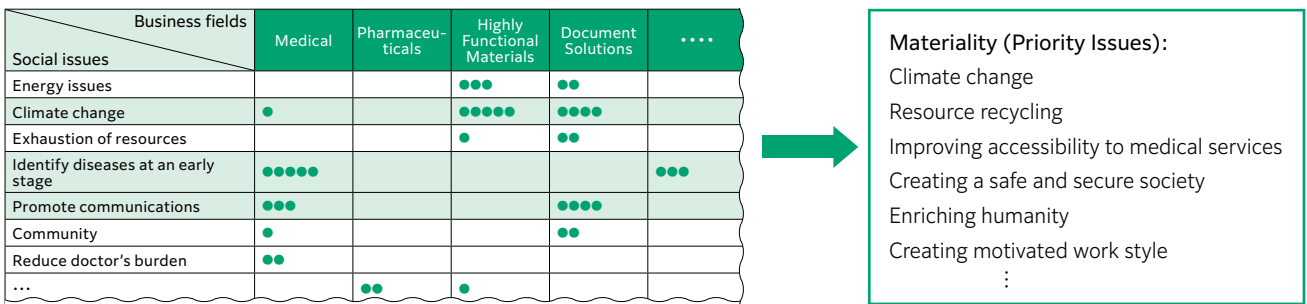 Business fields
Social issues
Medical
Pharmaceu-
ticals
Highly
Functional
Materials
Document
Solutions
····
Energy issues
●●● ●●
Climate change
● ●●●●● ●●●●
Exhaustion of resources
● ●●
Identify diseases at an early
stage
●●●●● ●●●
Promote communications
●●● ●●●●
Community
● ●●
Reduce doctor's burden
●●
...
●● ●
Materiality (Priority Issues):
Climate change
Resource recycling
Improving accessibility to medical services
Creating a safe and secure society
Enriching humanity
Creating motivated work style
⋮